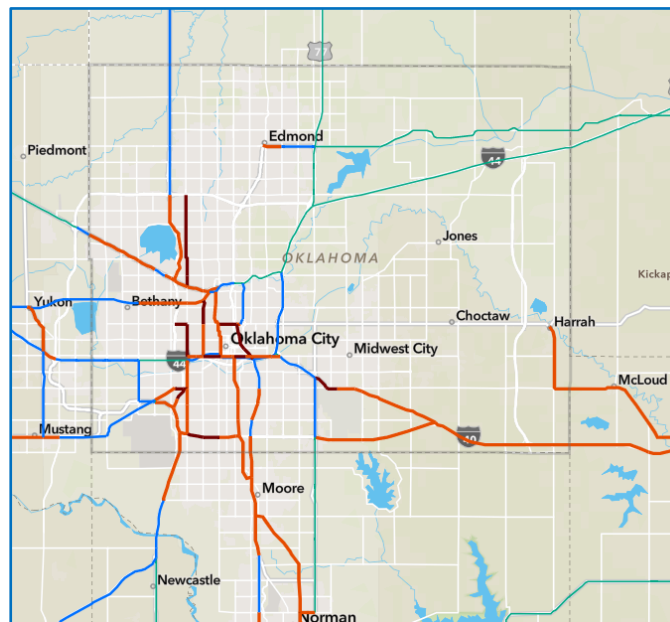 77
Edmond
Piedmont
44
Jones
OKLAHOMA
Kickap
Yukon
Bethany
Choctaw
Harrah
Oklahoma City
Midwest City
44
McLoud
Mustang
40
Moore
Newcastle
Norman